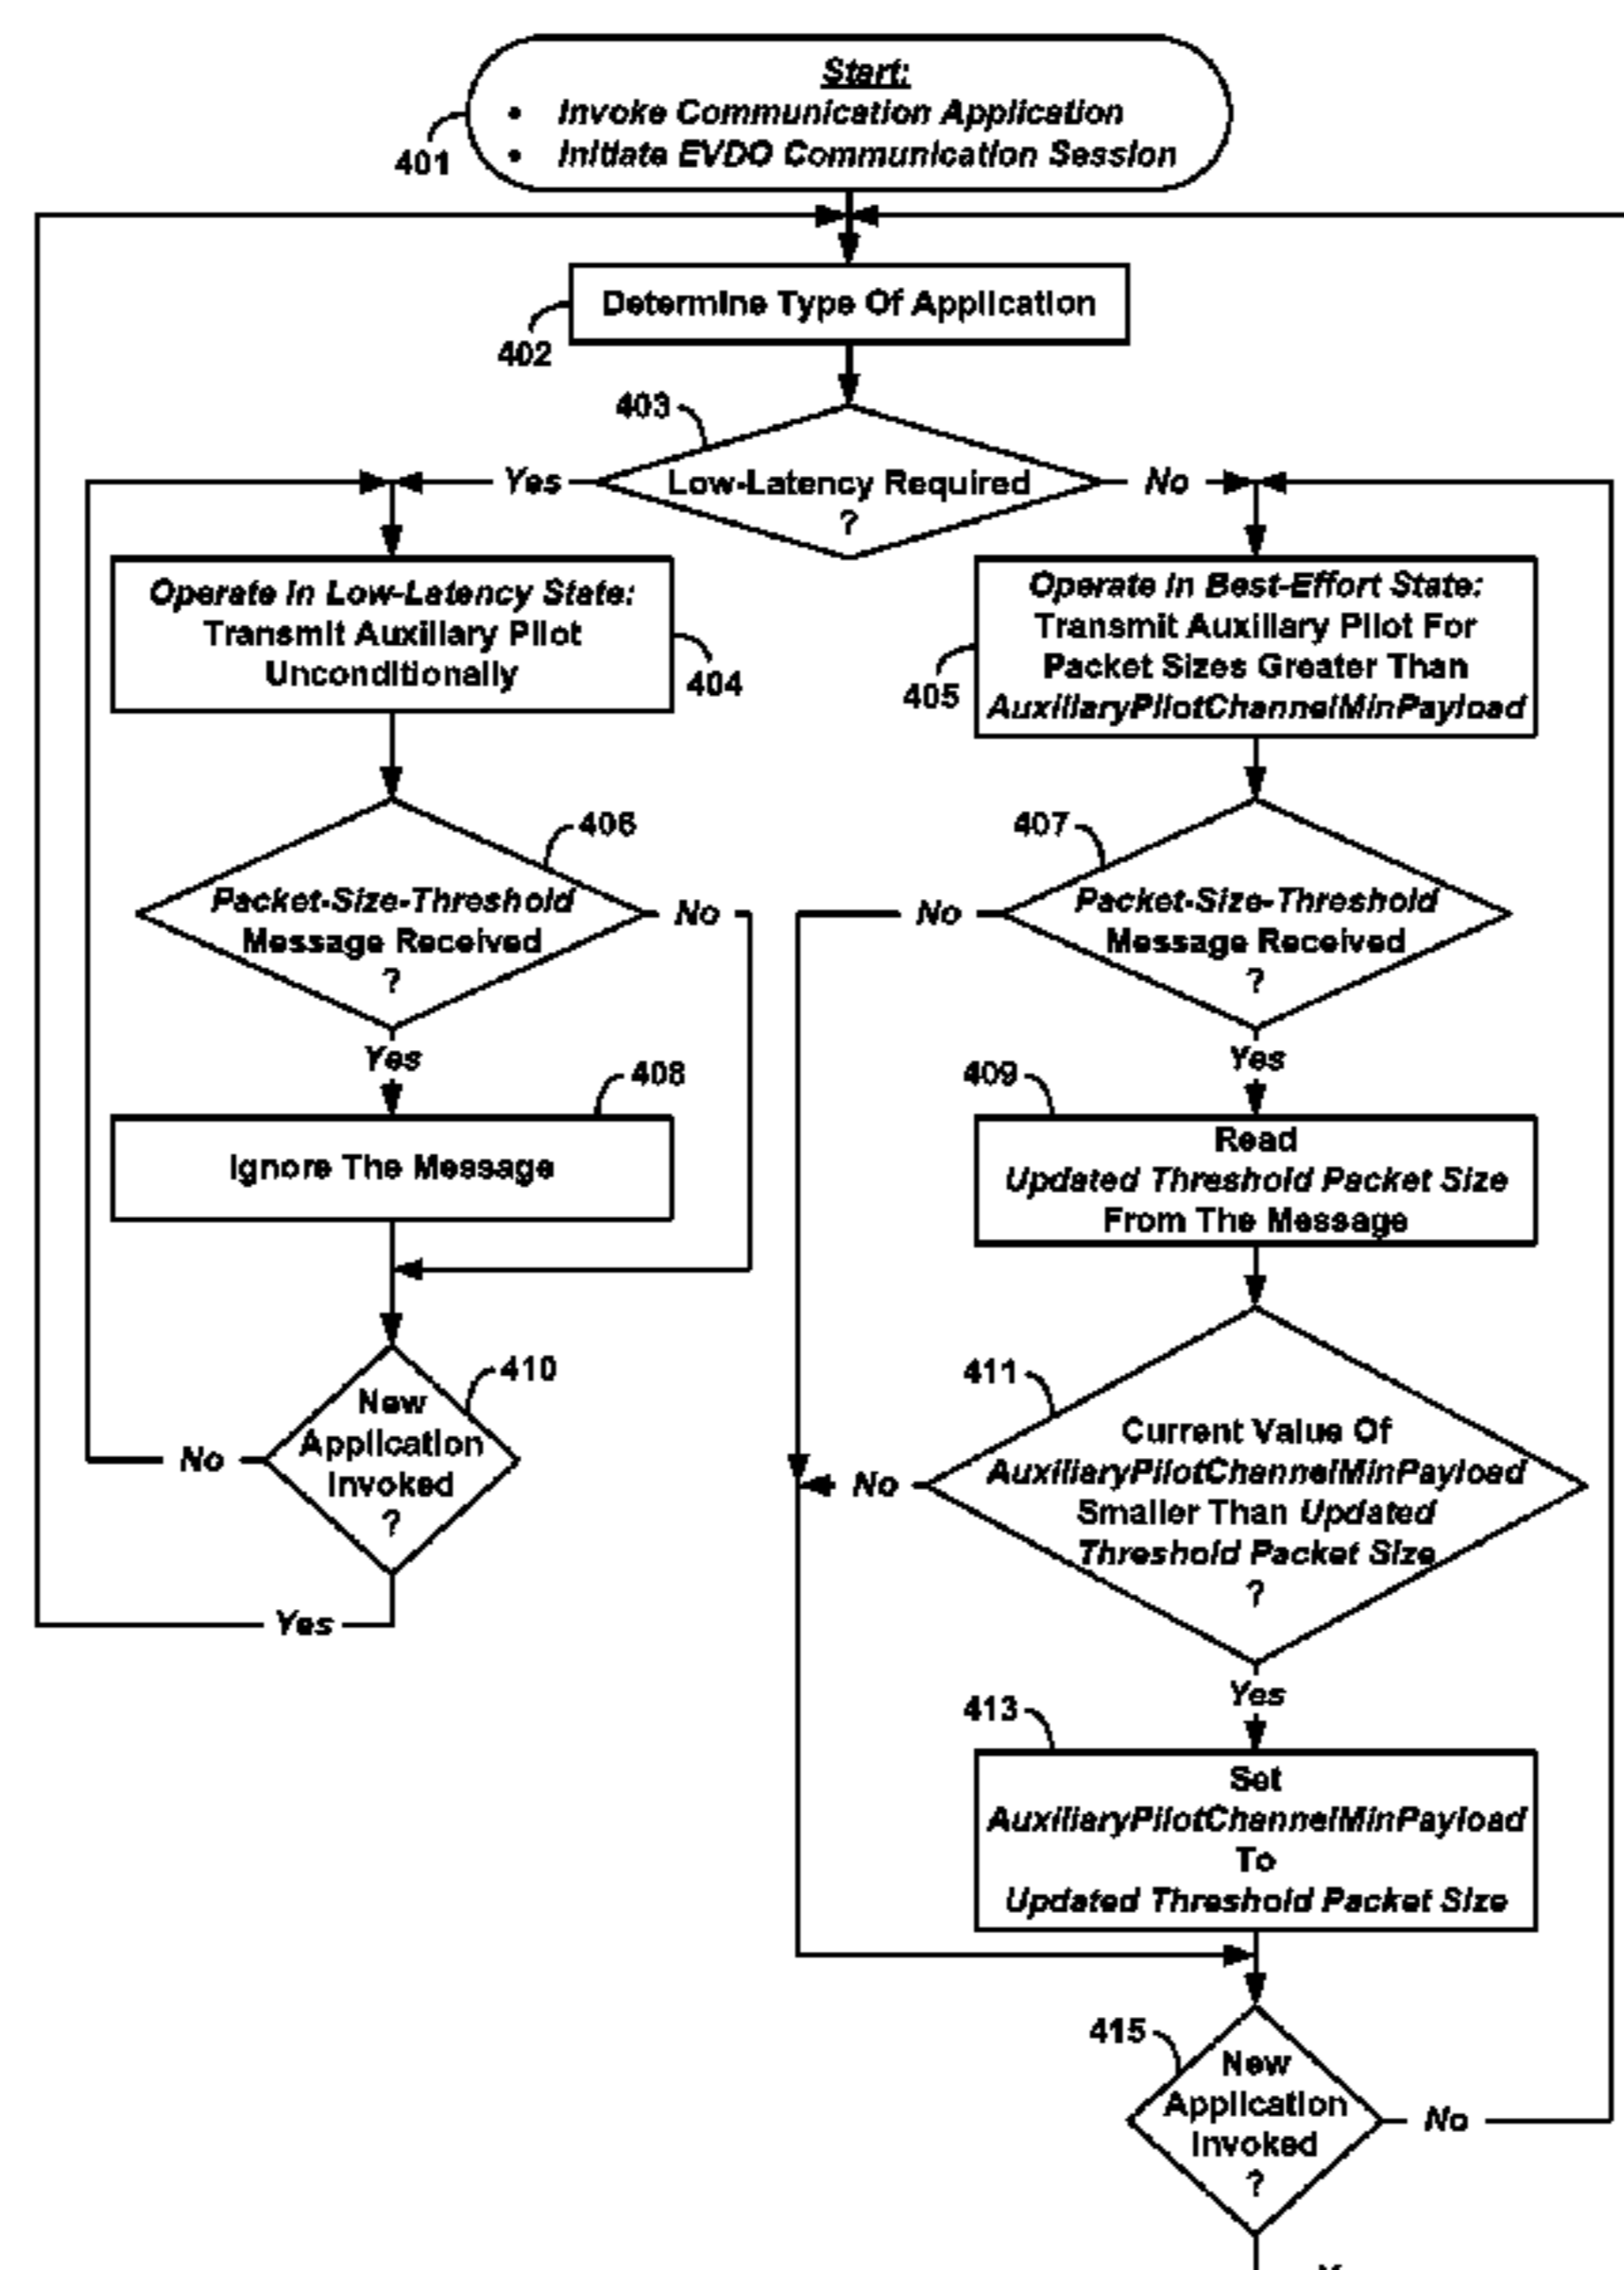 Start:
• Invoke Communication Application
• Initiate EVDO Communication Session
401
Determine Type Of Application
402
403
Yes
Low-Latency Required
?
No
Operate In Low-Latency State:
Transmit Auxiliary Pilot
Unconditionally
404
Operate In Best-Effort State:
Transmit Auxiliary Pilot For
Packet Sizes Greater Than
AuxiliaryPilotChannelMinPayload
405
406
Packet-Size-Threshold
Message Received
?
No
Yes
407
No
Packet-Size-Threshold
Message Received
?
Yes
408
Ignore The Message
409
Read
Updated Threshold Packet Size
From The Message
410
New
Application
Invoked
?
No
Yes
411
Current Value Of
AuxiliaryPilotChannelMinPayload
Smaller Than Updated
Threshold Packet Size
?
No
Yes
413
Set
AuxiliaryPilotChannelMinPayload
To
Updated Threshold Packet Size
415
New
Application
Invoked
?
No